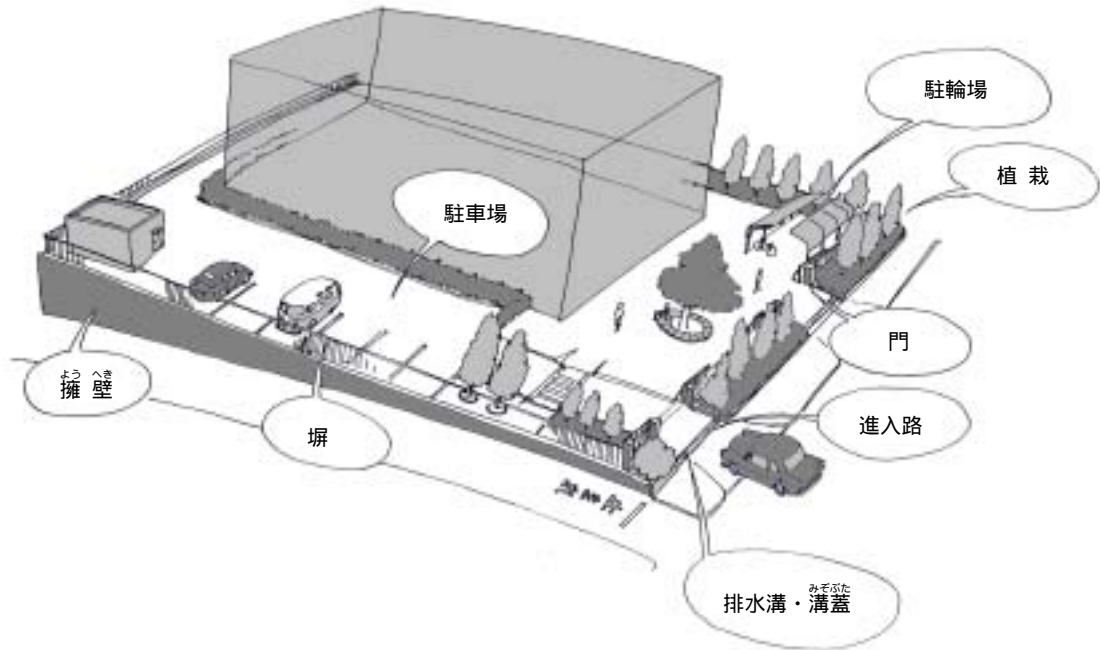 駐輪場
植 栽
駐車場
門
よう へき
擁 壁
進入路
塀
みぞぶた
排水溝・溝蓋